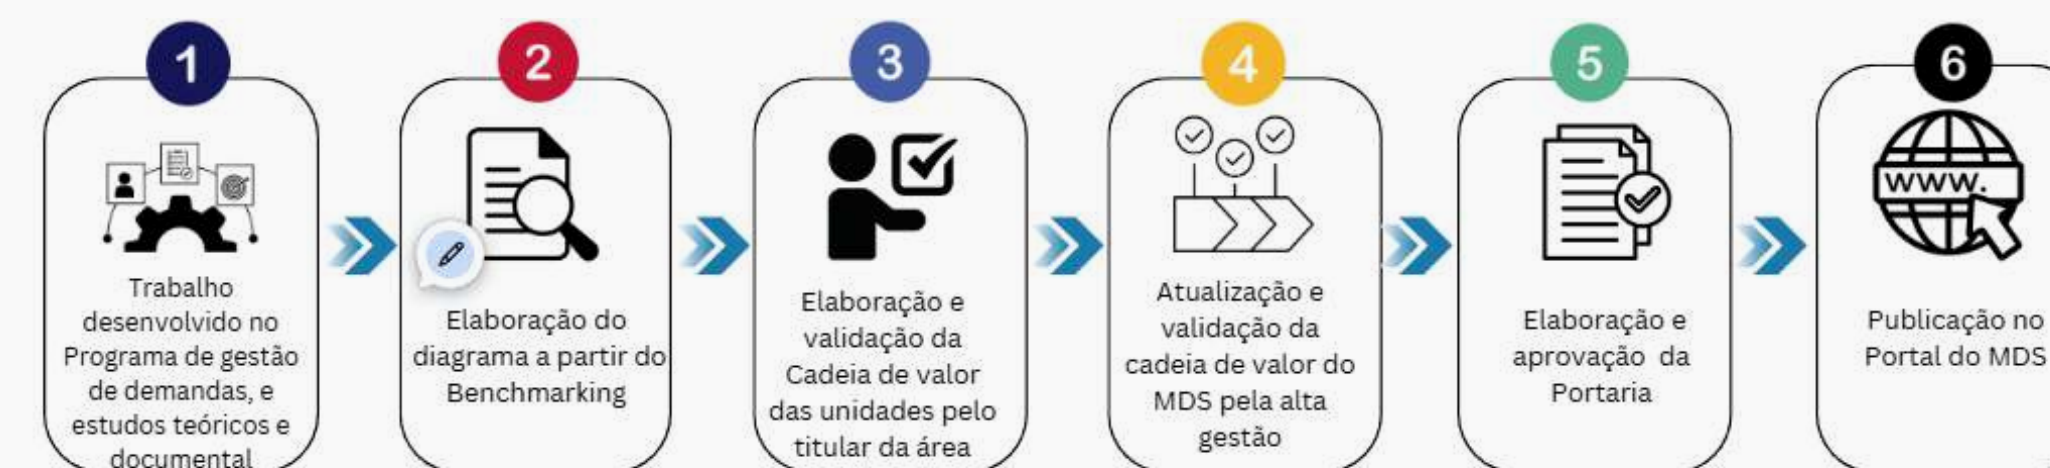 1
Trabalho
desenvolvido no
Programa de gestão
de demandas, e
estudos teóricos e
documental
2
Elaboração do
diagrama a partir do
Benchmarking
3
Elaboração e
validação da
Cadeia de valor
das unidades pelo
titular da área
4
Atualização e
validação da
cadeia de valor do
MDS pela alta
gestão
5
Elaboração e
aprovação da
Portaria
6
www.
Publicação no
Portal do MDS